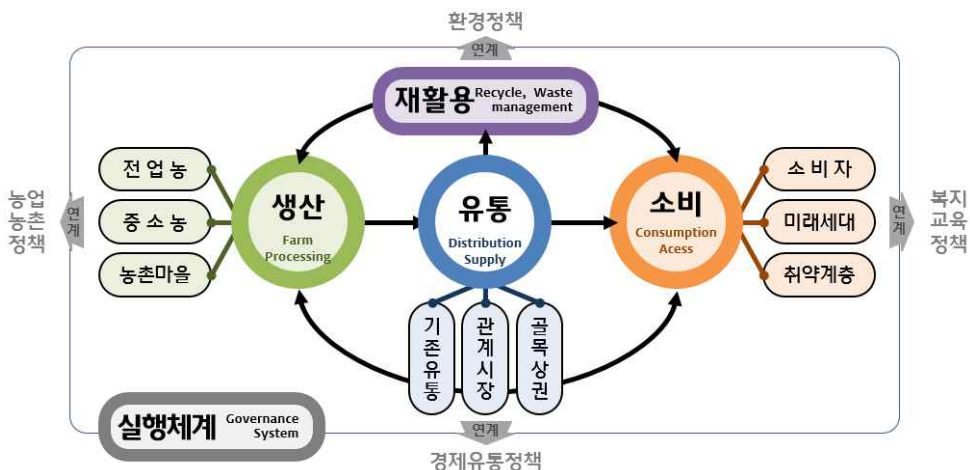 환경정책
연계
재활용 Recycle, Waste
management
전 업 농
중 소 농
농촌마을
농업
농촌
정책
연계
생산
Farm
Processing
유통
Distribution
Supply
소비
Consumption
Acess
소 비 자
미래세대
취약계층
연계
복지
교육
정책
기존유통
관계시장
골목상권
실행체계 Governance
System
연계
경제유통정책